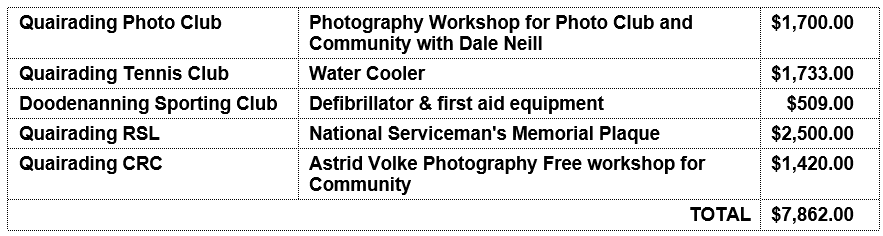 Quairading Photo Club Photography Workshop for Photo Club and $1,700.00
Community with Dale Neill
Quairading Tennis Club Water Cooler $1,733.00
Doodenanning Sporting Club Defibrillator & first aid equipment $509.00
Quairading RSL National Serviceman's Memorial Plaque $2,500.00
Quairading CRC Astrid Volke Photography Free workshop for $1,420.00
Community
TOTAL $7,862.00